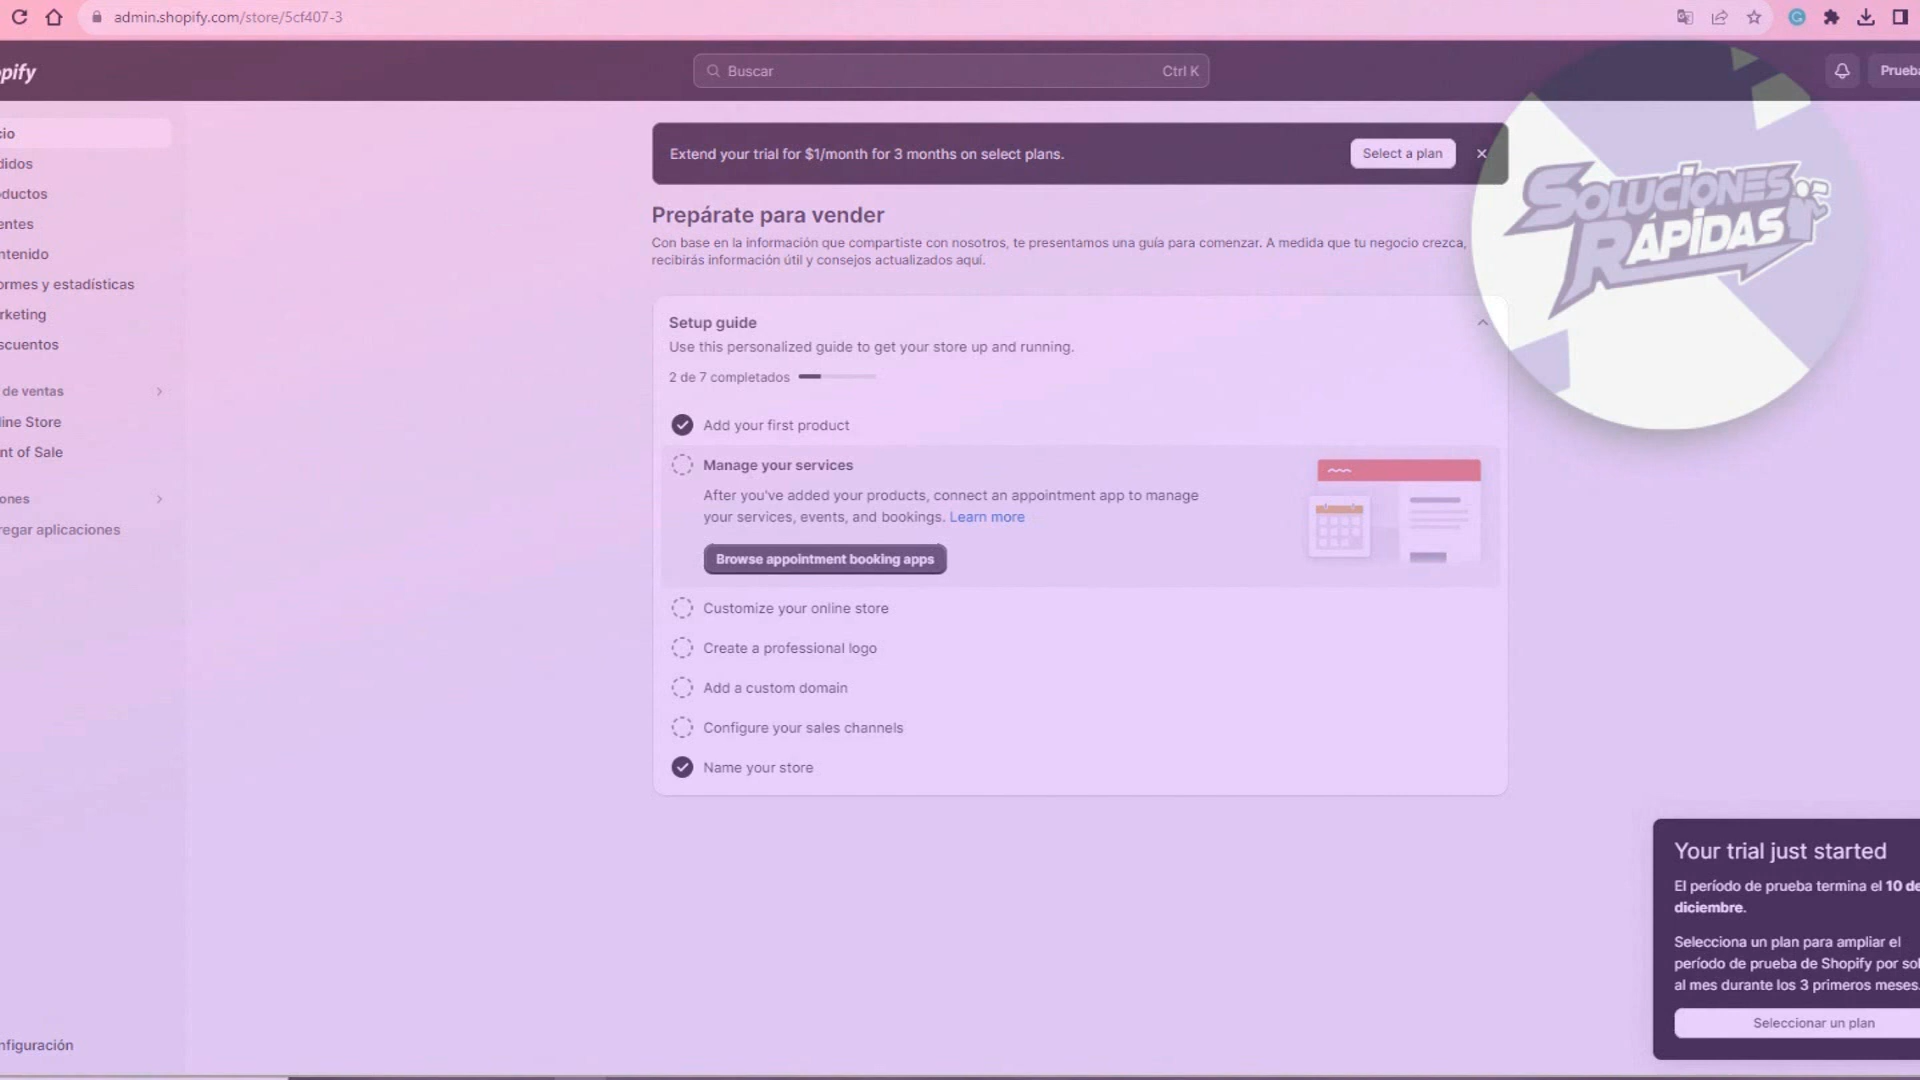 admin.shopify.com/store/5cf407-3
pify
Buscar
Ctrl K
Prueba
cio
didos
ductos
entes
ntenido
ormes y estadísticas
rketing
scuentos
de ventas
line Store
nt of Sale
ones
regar aplicaciones
nfiguración
Extend your trial for $1/month for 3 months on select plans.
Select a plan
SOLUCIONES
RÁPIDAS
Prepárate para vender
Con base en la información que compartiste con nosotros, te presentamos una guía para comenzar. A medida que tu negocio crezca,
recibirás información útil y consejos actualizados aquí.
Setup guide
Use this personalized guide to get your store up and running.
2 de 7 completados
Add your first product
Manage your services
After you've added your products, connect an appointment app to manage
your services, events, and bookings. Learn more
Browse appointment booking apps
Customize your online store
Create a professional logo
Add a custom domain
Configure your sales channels
Name your store
Your trial just started
El período de prueba termina el 10 de
diciembre.
Selecciona un plan para ampliar el
período de prueba de Shopify por sol
al mes durante los 3 primeros meses.
Seleccionar un plan